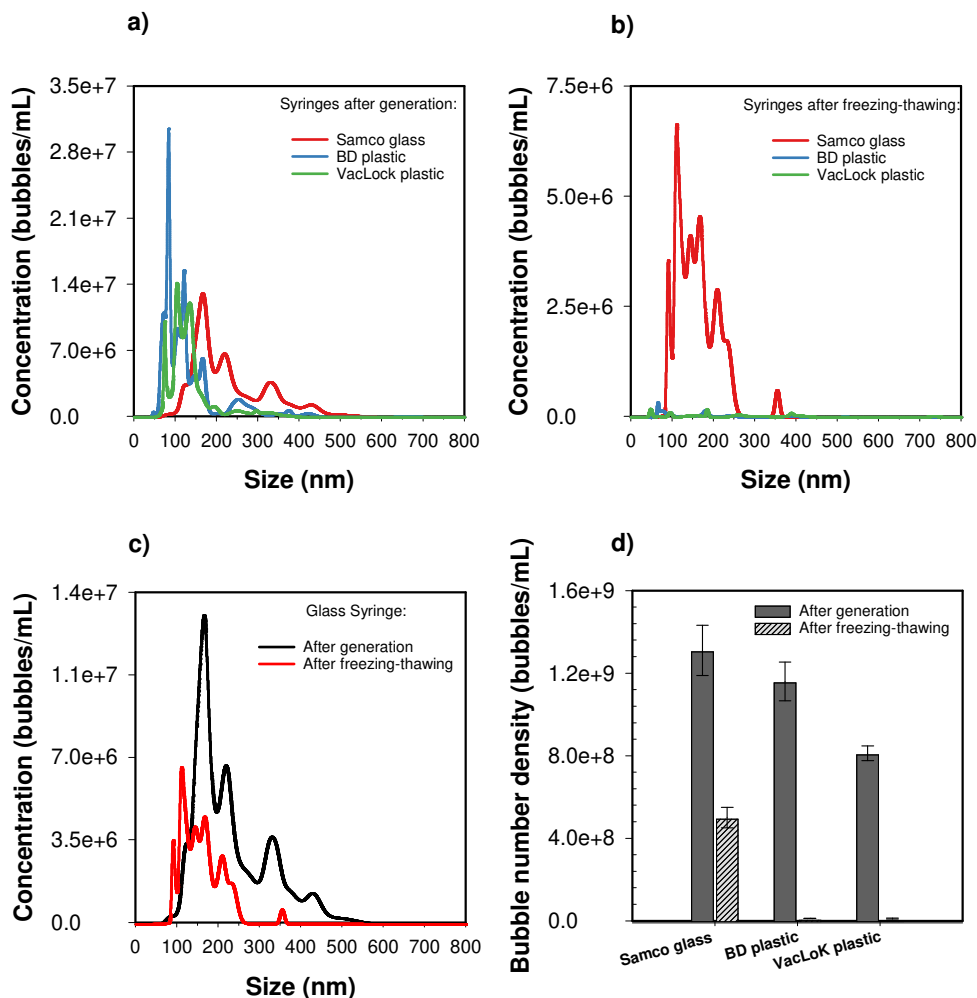 a)
Concentration (bubbles/mL)
3.5e+7
2.8e+7
2.1e+7
1.4e+7
7.0e+6
0.0
Syringes after generation:
Samco glass
BD plastic
VacLock plastic
0 100 200 300 400 500 600 700 800
Size (nm)
b)
Concentration (bubbles/mL)
7.5e+6
5.0e+6
2.5e+6
0.0
Syringes after freezing-thawing:
Samco glass
BD plastic
VacLock plastic
0 100 200 300 400 500 600 700 800
Size (nm)
c)
Concentration (bubbles/mL)
1.4e+7
1.1e+7
7.0e+6
3.5e+6
0.0
Glass Syringe:
After generation
After freezing-thawing
0 100 200 300 400 500 600 700 800
Size (nm)
d)
Bubble number density (bubbles/mL)
1.6e+9
1.2e+9
8.0e+8
4.0e+8
0.0
After generation
After freezing-thawing
Samco glass
BD plastic
VacLoK plastic